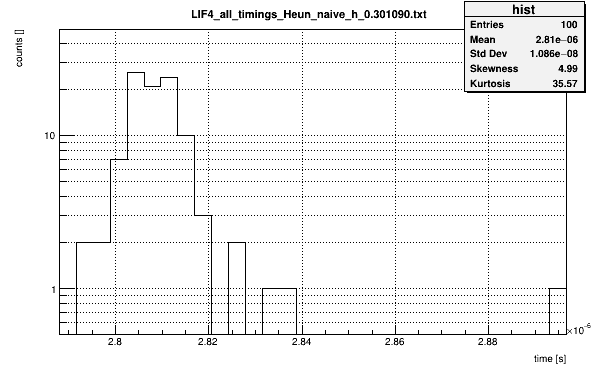 LIF4_all_timings_Heun_naive_h_0.301090.txt
hist
Entries 100
Mean 2.81e−06
Std Dev 1.086e−08
Skewness 4.99
Kurtosis 35.57
counts []
10
1
2.8 2.82 2.84 2.86 2.88
×10−6
time [s]